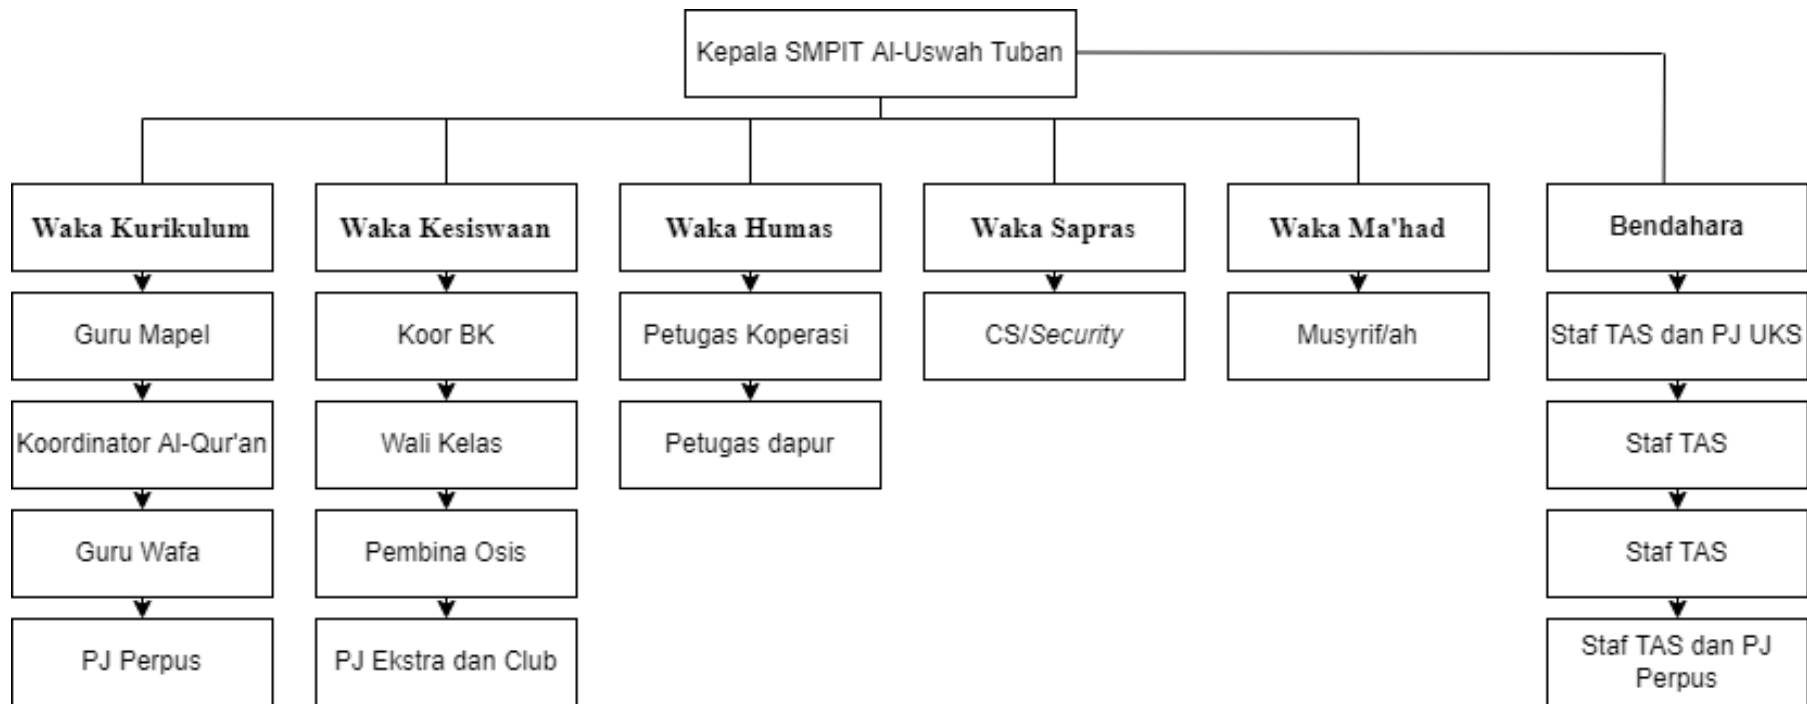 Kepala SMPIT Al-Uswah Tuban
Waka Kurikulum
Waka Kesiswaan
Waka Humas
Waka Sapras
Waka Ma'had
Bendahara
Guru Mapel
Koor BK
Petugas Koperasi
CS/Security
Musyrif/ah
Staf TAS dan PJ UKS
Koordinator Al-Qur'an
Wali Kelas
Petugas dapur
Staf TAS
Guru Wafa
Pembina Osis
Staf TAS
PJ Perpus
PJ Ekstra dan Club
Staf TAS dan PJ
Perpus